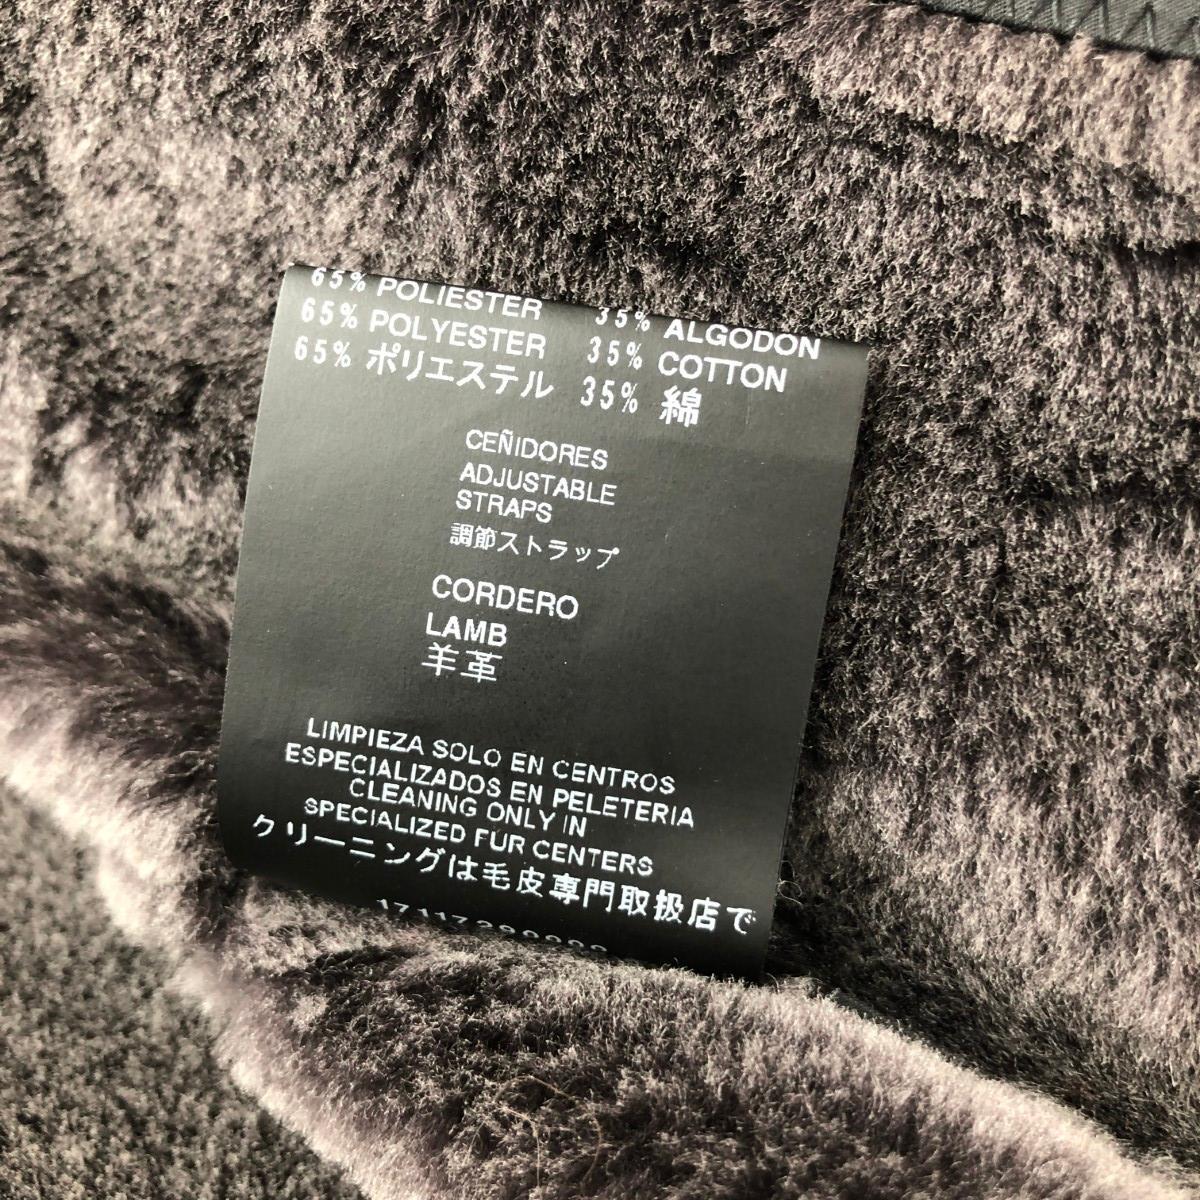 65% POLIESTER 35% ALGODON
65% POLYESTER 35% COTTON
65% ポリエステル 35% 綿
CEÑIDORES
ADJUSTABLE
STRAPS
調節ストラップ
CORDERO
LAMB
羊革
LIMPIEZA SOLO EN CENTROS
ESPECIALIZADOS EN PELETERIA
CLEANING ONLY IN
SPECIALIZED FUR CENTERS
クリーニングは毛皮専門取扱店で